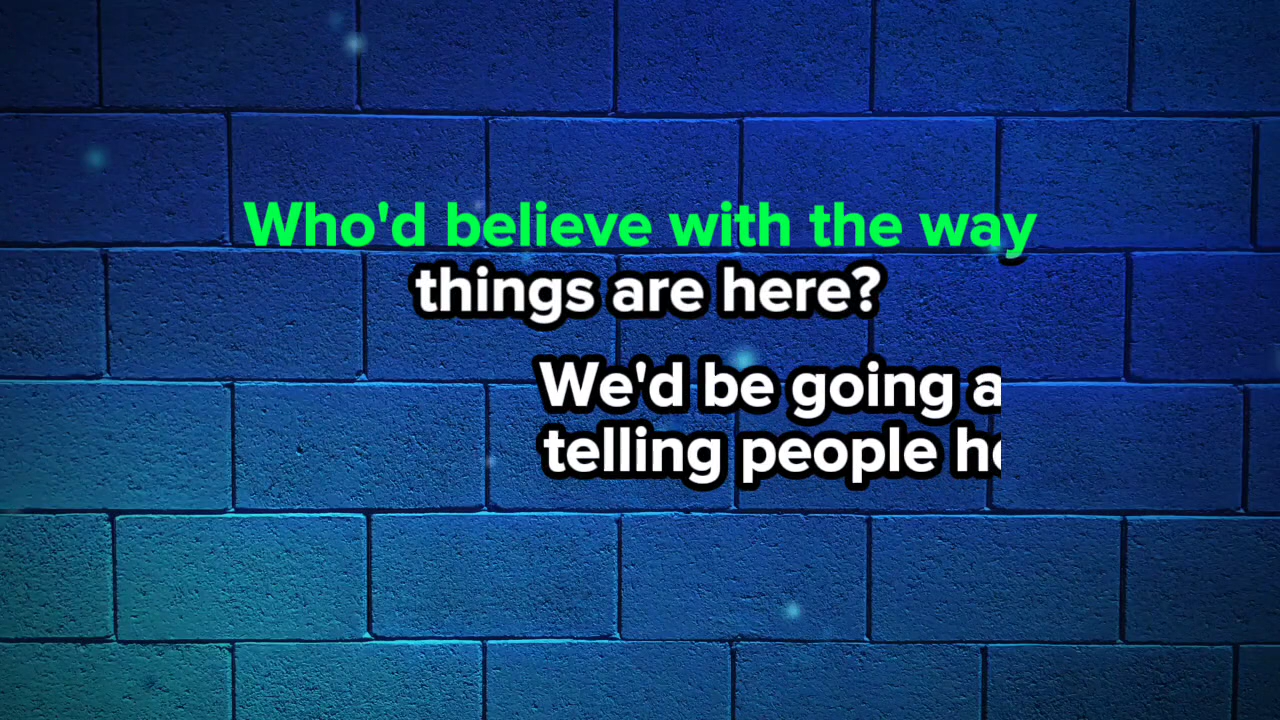 Who'd believe with the way
things are here?
We'd be going
telling people